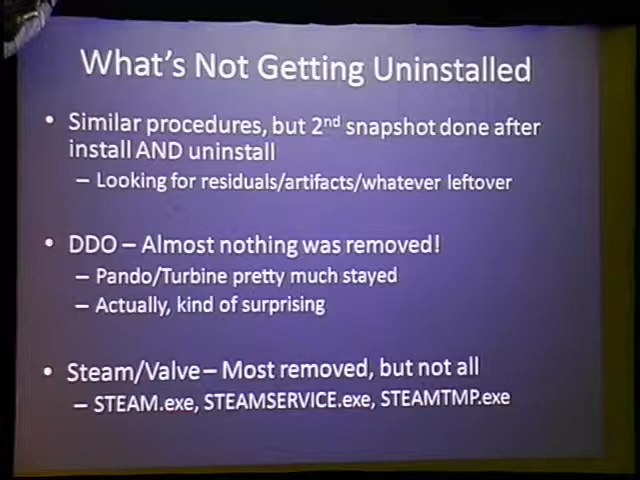 What's Not Getting Uninstalled
• Similar procedures, but 2nd snapshot done after
install AND uninstall
– Looking for residuals/artifacts/whatever leftover
• DDO – Almost nothing was removed!
– Pando/Turbine pretty much stayed
– Actually, kind of surprising
• Steam/Valve – Most removed, but not all
– STEAM.exe, STEAMSERVICE.exe, STEAMTMP.exe